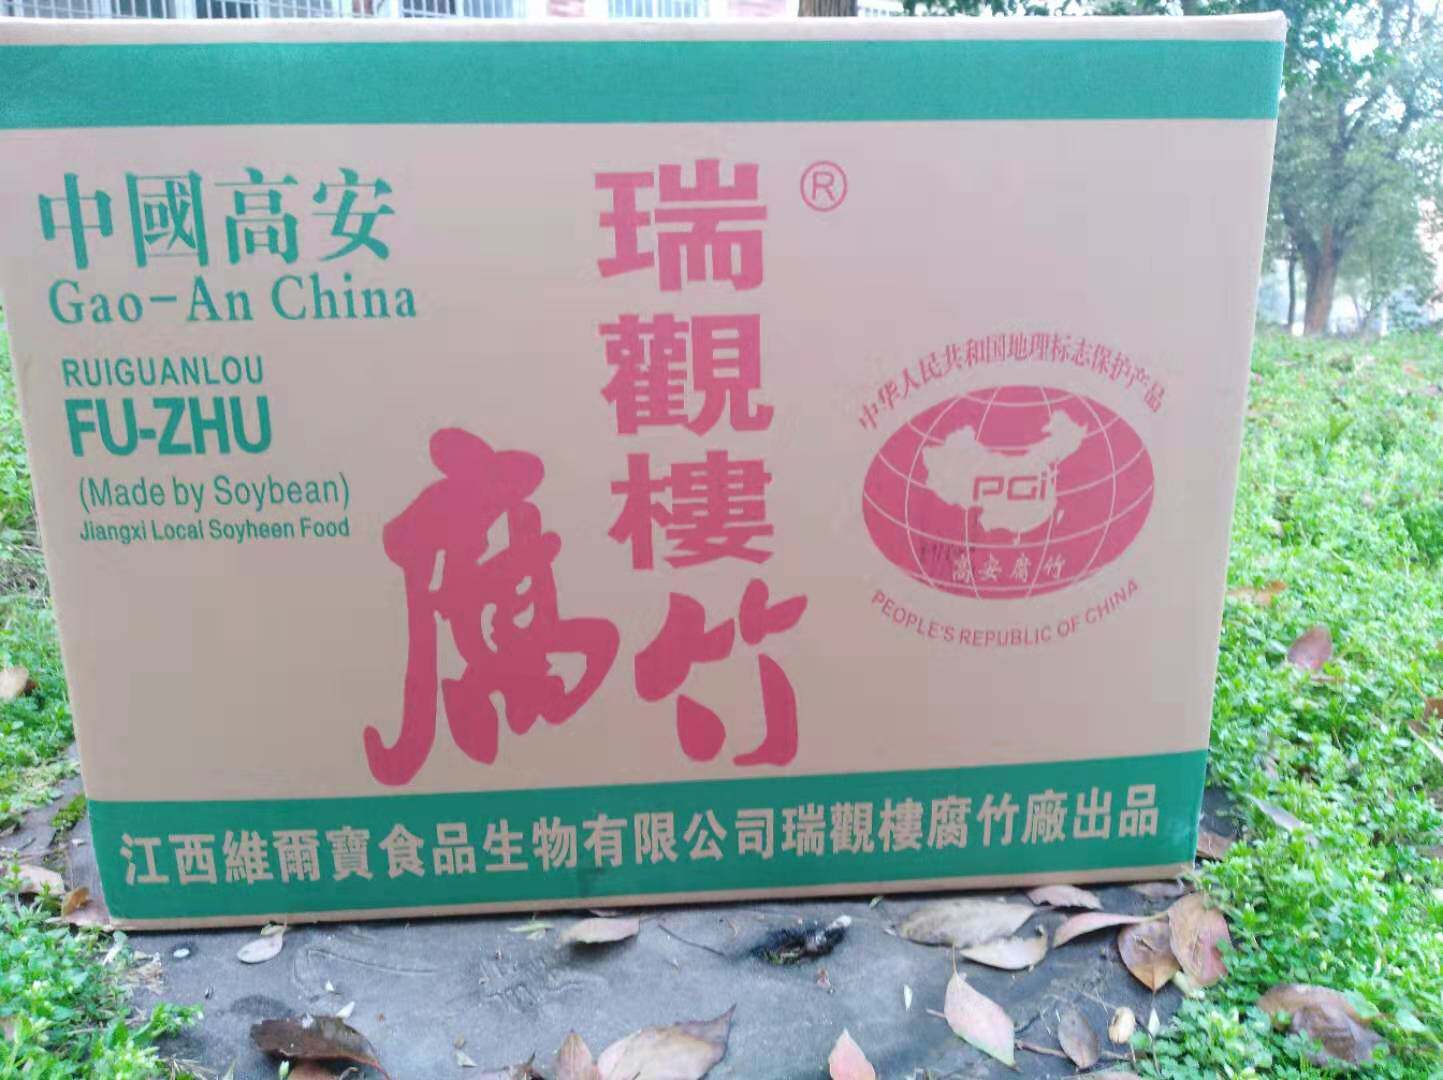 中國高安
Gao-An China
RUIGUANLOU
FU-ZHU
(Made by Soybean)
Jiangxi Local Soyheen Food
瑞觀樓
®
腐竹
中华人民共和国地理标志保护产品
PGI
高安腐竹
PEOPLE'S REPUBLIC OF CHINA
江西維爾寶食品生物有限公司瑞觀樓腐竹廠出品